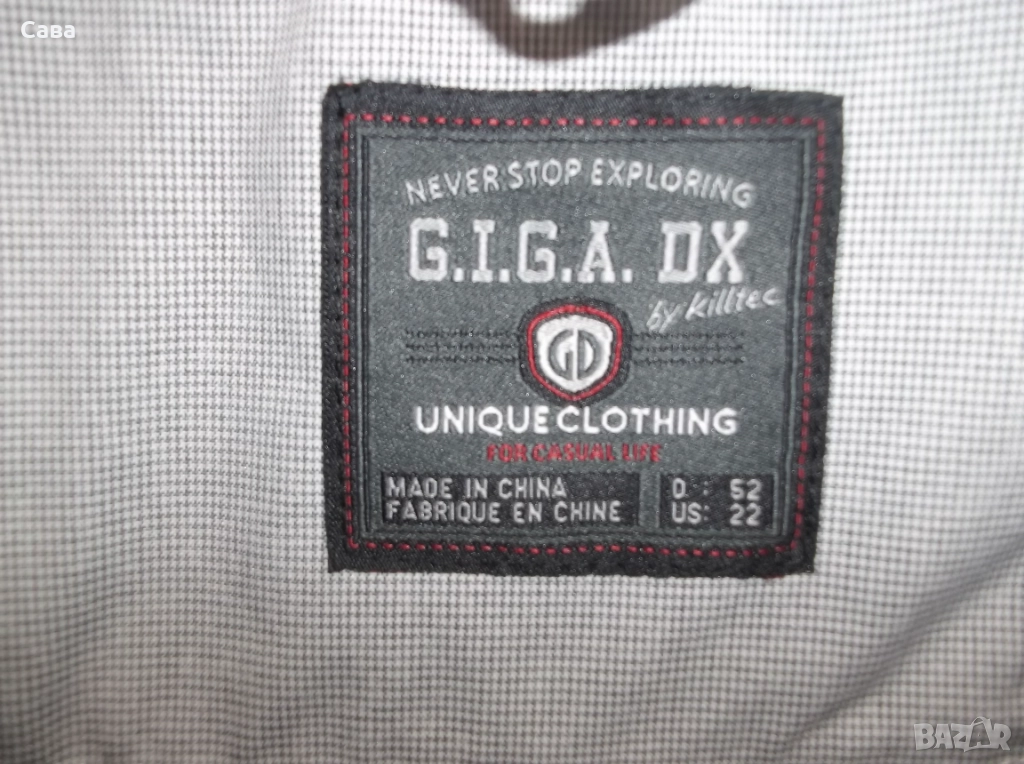 Сава
NEVER STOP EXPLORING
G.I.G.A. DX
by killtec
GD
UNIQUE CLOTHING
FOR CASUAL LIFE
MADE IN CHINA D : 52
FABRIQUE EN CHINE US: 22
BAZAR